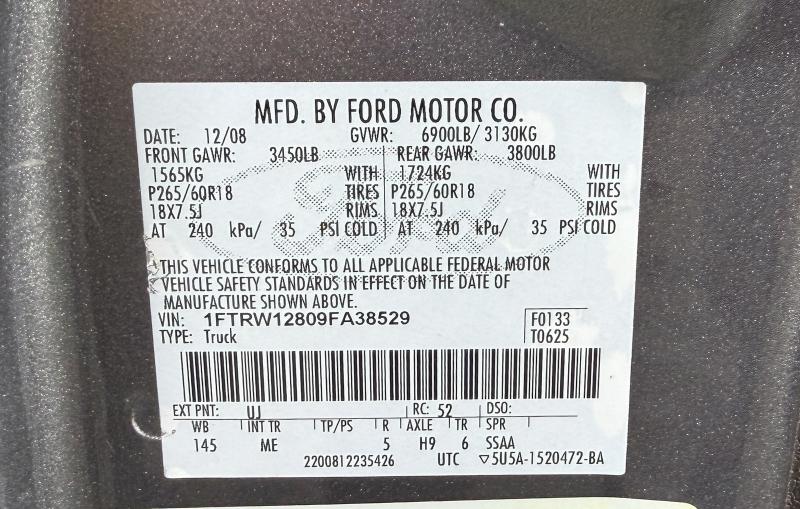 MFD. BY FORD MOTOR CO.
DATE: 12/08 GVWR: 6900LB/ 3130KG
FRONT GAWR: 3450LB REAR GAWR: 3800LB
1565KG WITH 1724KG WITH
P265/60R18 TIRES P265/60R18 TIRES
18X7.5J RIMS 18X7.5J RIMS
AT 240 kPa/ 35 PSI COLD AT 240 kPa/ 35 PSI COLD
Ford
THIS VEHICLE CONFORMS TO ALL APPLICABLE FEDERAL MOTOR
VEHICLE SAFETY STANDARDS IN EFFECT ON THE DATE OF
MANUFACTURE SHOWN ABOVE.
VIN: 1FTRW12809FA38529 F0133
TYPE: Truck T0625
EXT PNT: UJ RC: 52 DSO:
WB INT TR TP/PS R AXLE TR SPR
145 ME 5 H9 6 SSAA
2200812235426 UTC ▽5U5A-1520472-BA